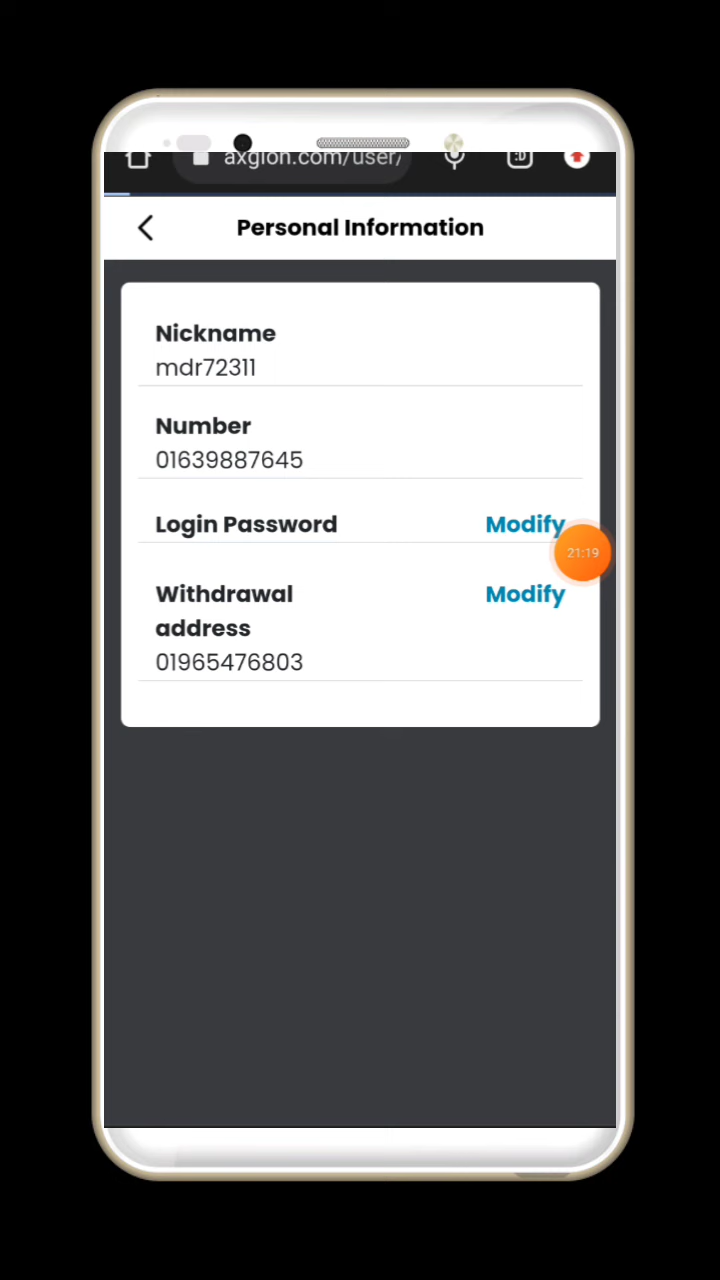 axgion.com/user/
:D
Personal Information
Nickname
mdr72311
Number
01639887645
Login Password
Modify
21:19
Withdrawal
Modify
address
01965476803